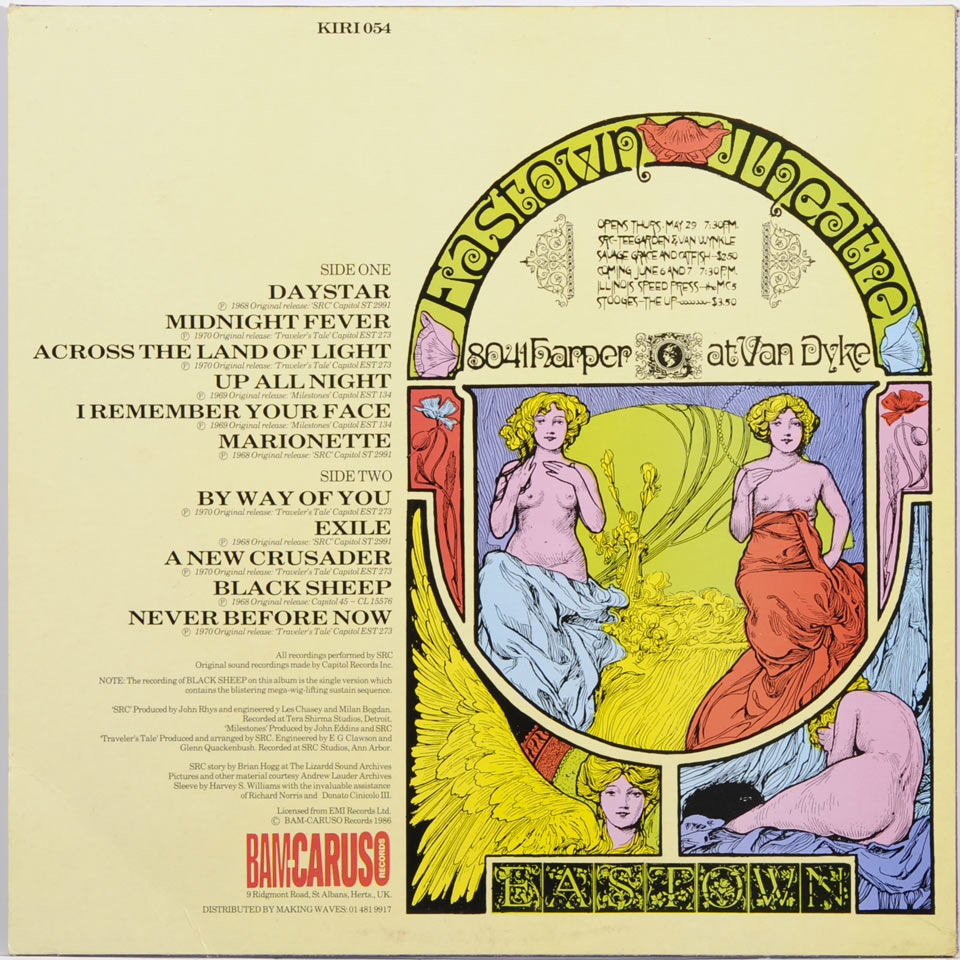 KIRI 054
SIDE ONE
DAYSTAR
Ⓟ 1968 Original release: 'SRC' Capitol ST 2991
MIDNIGHT FEVER
Ⓟ 1970 Original release: 'Traveler's Tale' Capitol EST 273
ACROSS THE LAND OF LIGHT
Ⓟ 1970 Original release: 'Traveler's Tale' Capitol EST 273
UP ALL NIGHT
Ⓟ 1969 Original release: 'Milestones' Capitol EST 134
I REMEMBER YOUR FACE
Ⓟ 1969 Original release: 'Milestones' Capitol EST 134
MARIONETTE
Ⓟ 1968 Original release: 'SRC' Capitol ST 2991
SIDE TWO
BY WAY OF YOU
Ⓟ 1970 Original release: 'Traveler's Tale' Capitol EST 273
EXILE
Ⓟ 1968 Original release: 'SRC' Capitol ST 2991
A NEW CRUSADER
Ⓟ 1970 Original release: 'Traveler's Tale' Capitol EST 273
BLACK SHEEP
Ⓟ 1968 Original release: Capitol 45 – CL 15576
NEVER BEFORE NOW
Ⓟ 1970 Original release: 'Traveler's Tale' Capitol EST 273
All recordings performed by SRC
Original sound recordings made by Capitol Records Inc.
NOTE: The recording of BLACK SHEEP on this album is the single version which
contains the blistering mega-wig-lifting sustain sequence.
'SRC' Produced by John Rhys and engineered y Les Chasey and Milan Bogdan.
Recorded at Tera Shirma Studios, Detroit.
'Milestones' Produced by John Eddins and SRC
'Traveler's Tale' Produced and arranged by SRC. Engineered by E G Clawson and
Glenn Quackenbush. Recorded at SRC Studios, Ann Arbor.
SRC story by Brian Hogg at The Lizardd Sound Archives
Pictures and other material courtesy Andrew Lauder Archives
Sleeve by Harvey S. Williams with the invaluable assistance
of Richard Norris and Donato Cinicolo III.
Licensed from EMI Records Ltd.
© BAM-CARUSO Records 1986
BAM-CARUSO RECORDS
9 Ridgmont Road, St Albans, Herts., UK.
DISTRIBUTED BY MAKING WAVES: 01 481 9917
Eastown Theatre
OPENS THURS. MAY 29 7:30 P.M.
SRC-TEEGARDEN & VAN WINKLE
SAVAGE GRACE AND CATFISH-$2.50
COMING JUNE 6 AND 7 7:30 P.M.
ILLINOIS SPEED PRESS-the MC5
STOOGES-THE UP-$3.50
8041 harper at Van Dyke
EASTOWN